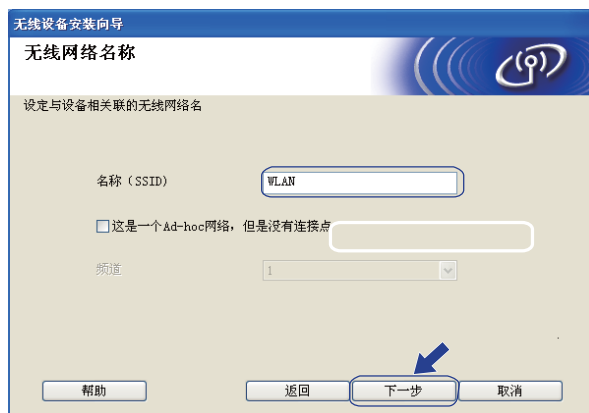 无线设备安装向导
无线网络名称
设定与设备相关联的无线网络名
名称（SSID） WLAN
这是一个Ad-hoc网络，但是没有连接点
频道 1
帮助 返回 下一步 取消